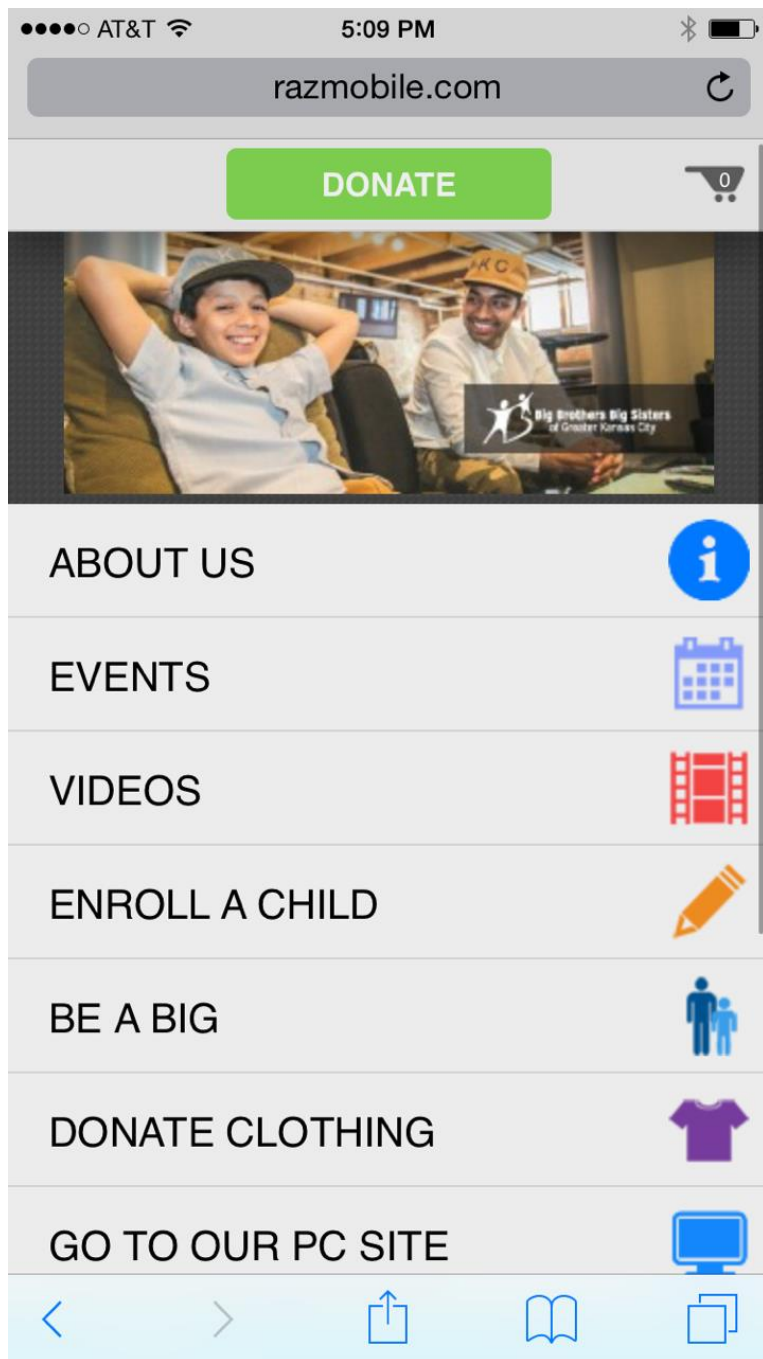 AT&T 5:09 PM
razmobile.com
DONATE 0
KC
Big Brothers Big Sisters
of Greater Kansas City
ABOUT US
EVENTS
VIDEOS
ENROLL A CHILD
BE A BIG
DONATE CLOTHING
GO TO OUR PC SITE